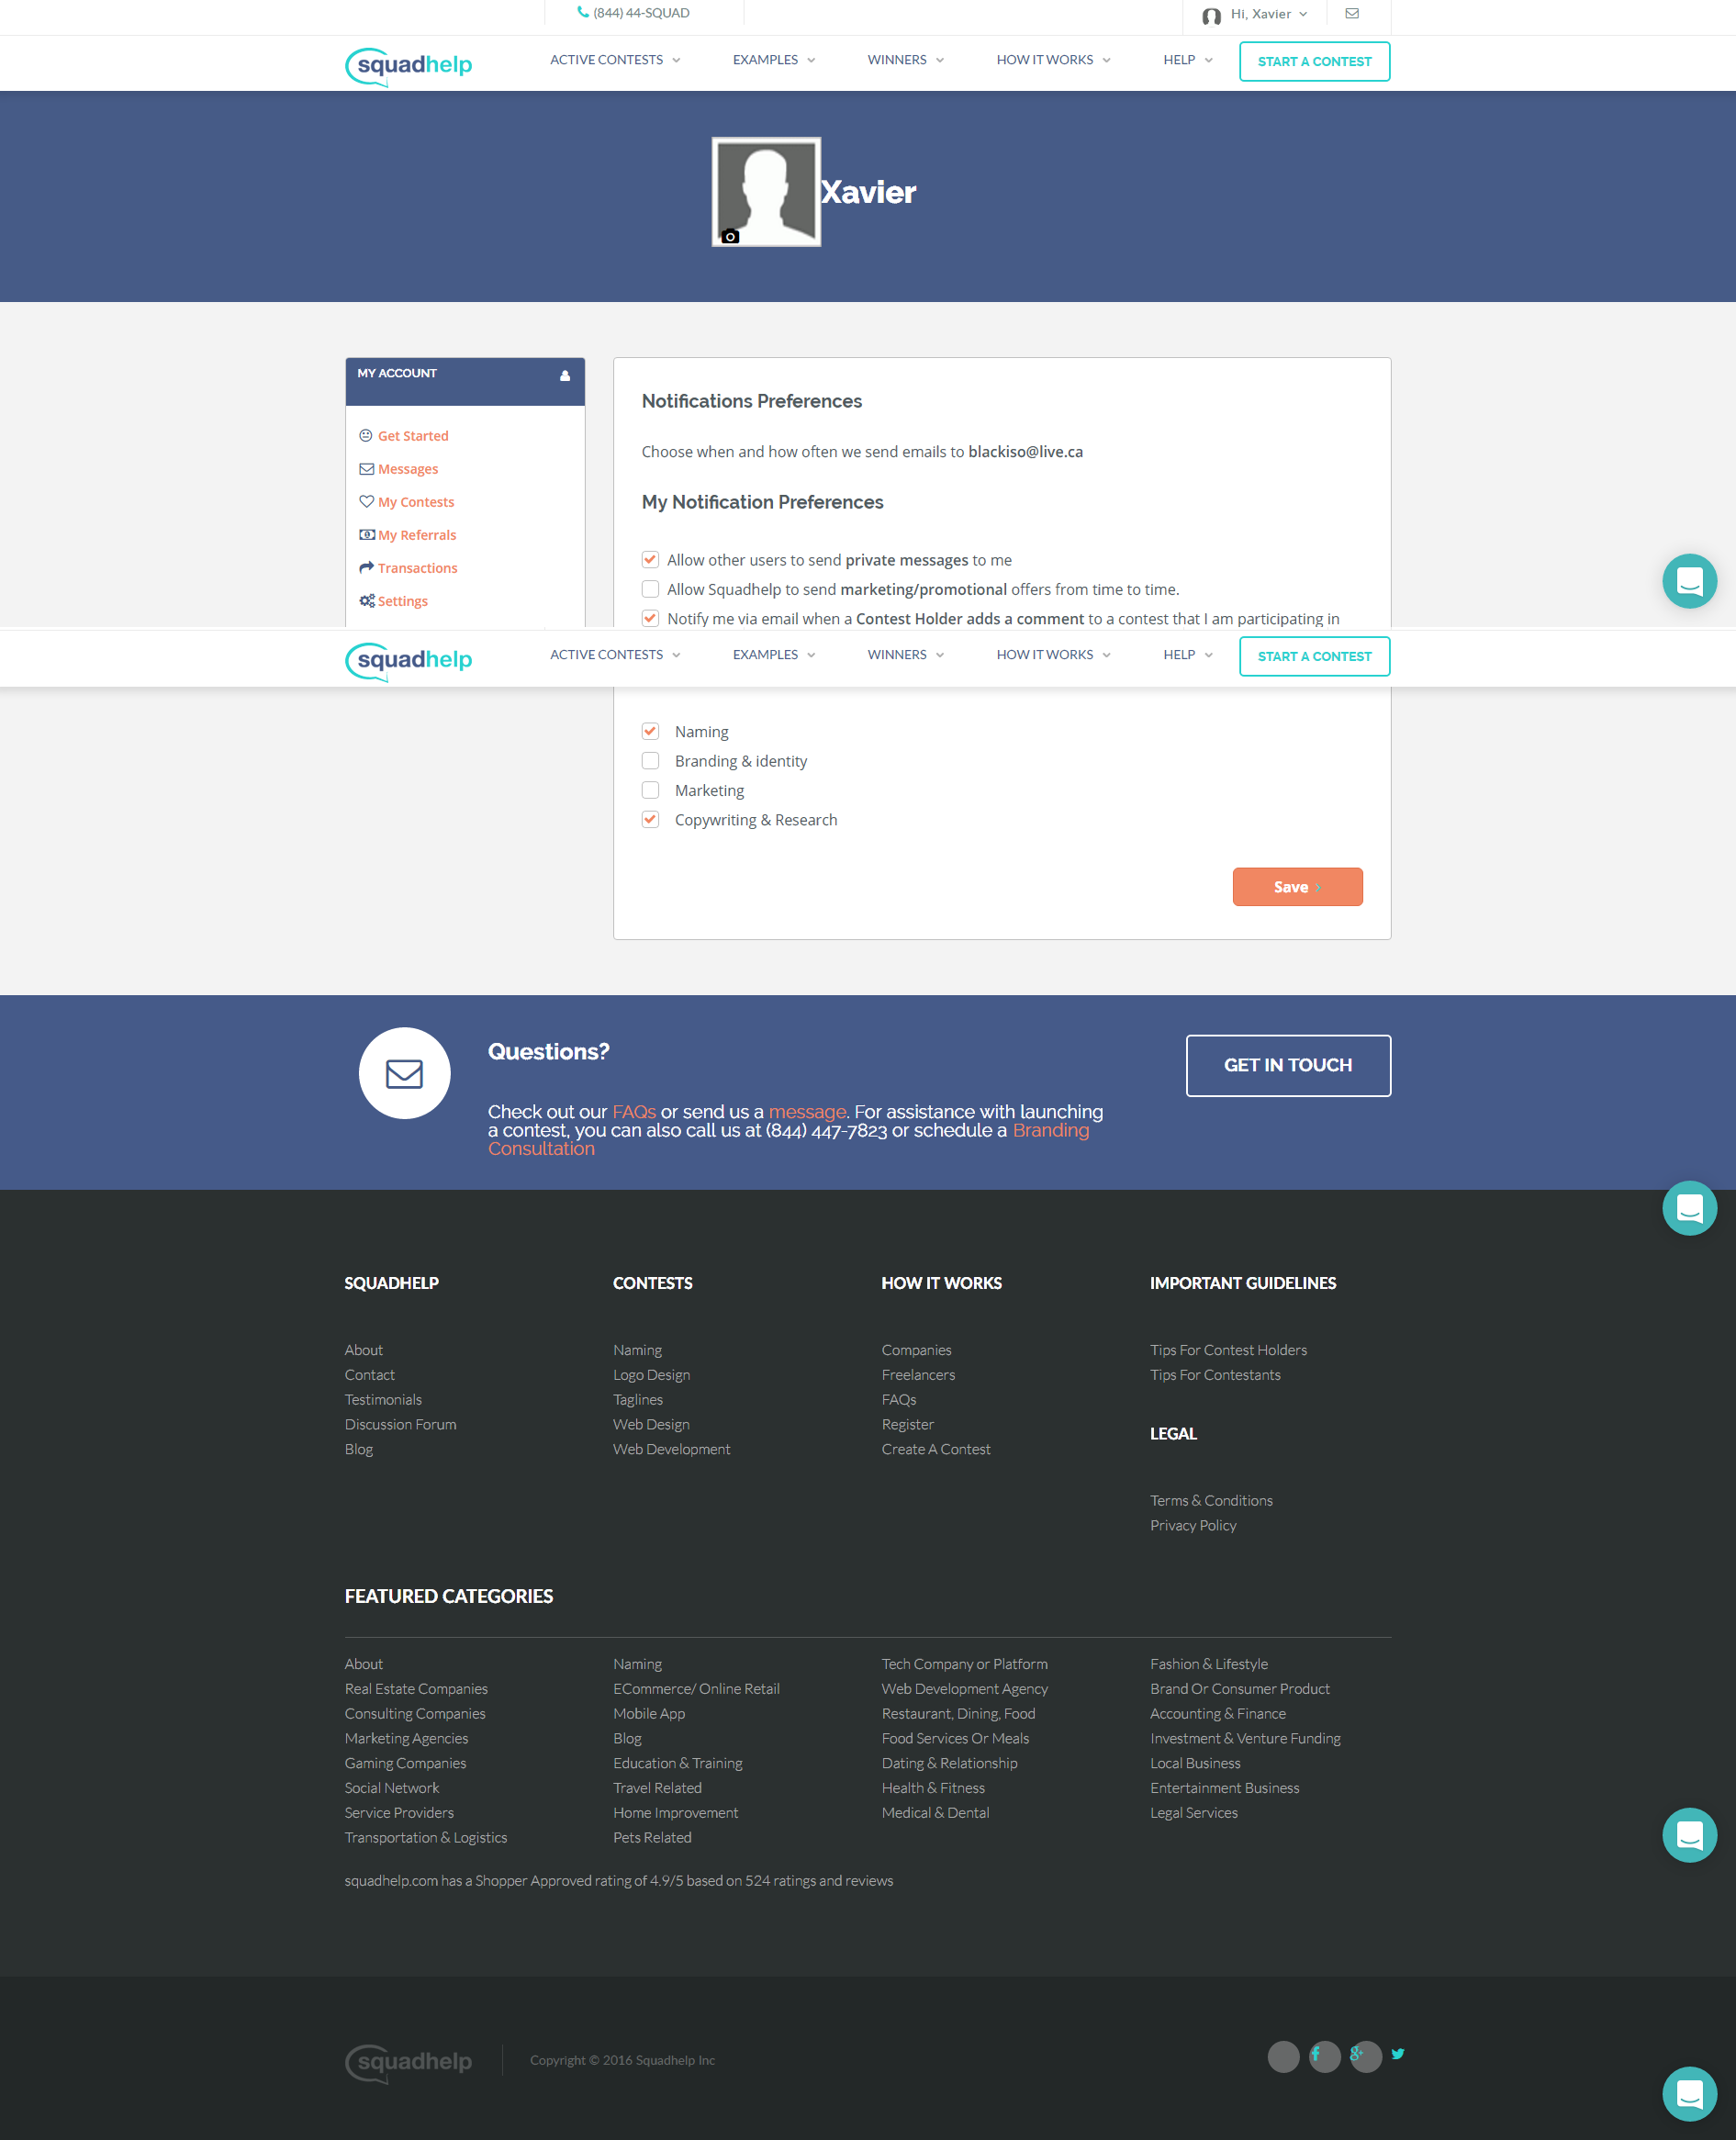 (844) 44-SQUAD
Hi, Xavier
squadhelp
ACTIVE CONTESTS
EXAMPLES
WINNERS
HOW IT WORKS
HELP
START A CONTEST
Xavier
MY ACCOUNT
Get Started
Messages
My Contests
My Referrals
Transactions
Settings
Notifications Preferences
Choose when and how often we send emails to blackiso@live.ca
My Notification Preferences
Allow other users to send private messages to me
Allow Squadhelp to send marketing/promotional offers from time to time.
Notify me via email when a Contest Holder adds a comment to a contest that I am participating in
squadhelp
ACTIVE CONTESTS
EXAMPLES
WINNERS
HOW IT WORKS
HELP
START A CONTEST
Naming
Branding & identity
Marketing
Copywriting & Research
Save
Questions?
Check out our FAQs or send us a message. For assistance with launching
a contest, you can also call us at (844) 447-7823 or schedule a Branding
Consultation
GET IN TOUCH
SQUADHELP
About
Contact
Testimonials
Discussion Forum
Blog
CONTESTS
Naming
Logo Design
Taglines
Web Design
Web Development
HOW IT WORKS
Companies
Freelancers
FAQs
Register
Create A Contest
IMPORTANT GUIDELINES
Tips For Contest Holders
Tips For Contestants
LEGAL
Terms & Conditions
Privacy Policy
FEATURED CATEGORIES
About
Real Estate Companies
Consulting Companies
Marketing Agencies
Gaming Companies
Social Network
Service Providers
Transportation & Logistics
Naming
ECommerce/ Online Retail
Mobile App
Blog
Education & Training
Travel Related
Home Improvement
Pets Related
Tech Company or Platform
Web Development Agency
Restaurant, Dining, Food
Food Services Or Meals
Dating & Relationship
Health & Fitness
Medical & Dental
Fashion & Lifestyle
Brand Or Consumer Product
Accounting & Finance
Investment & Venture Funding
Local Business
Entertainment Business
Legal Services
squadhelp.com has a Shopper Approved rating of 4.9/5 based on 524 ratings and reviews
squadhelp
Copyright © 2016 Squadhelp Inc